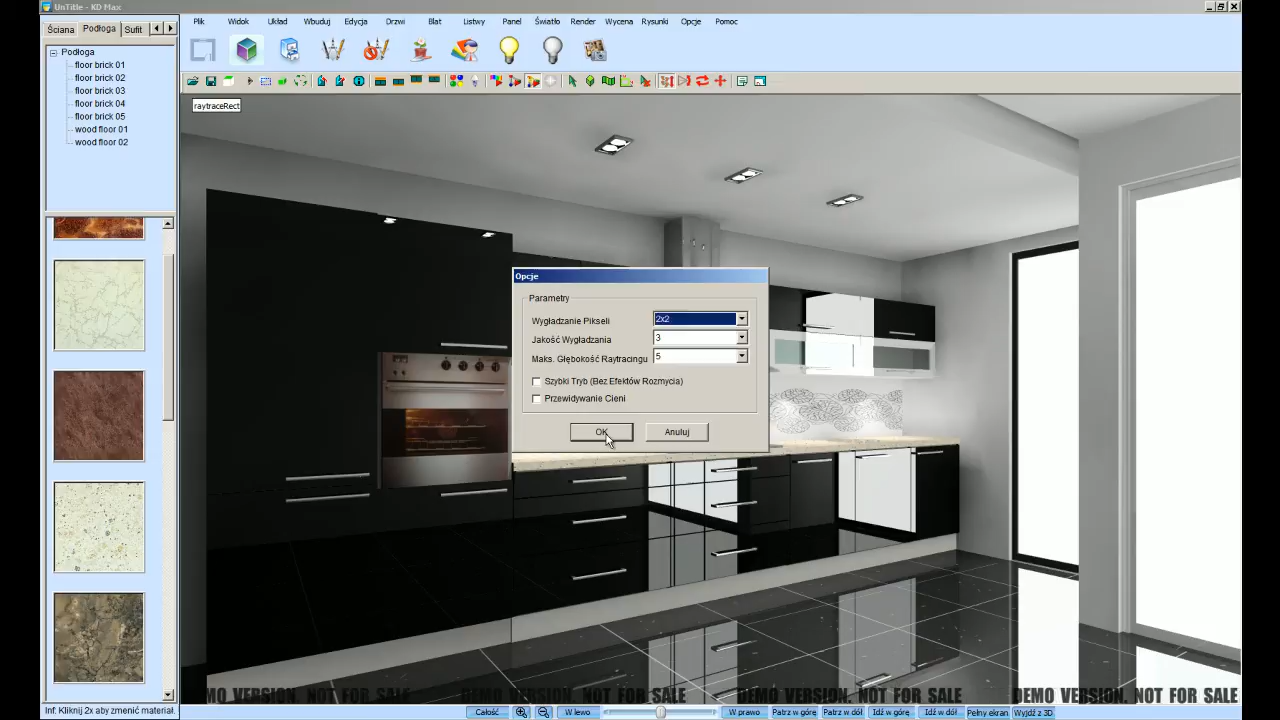 UnTitle - KD Max
Ściana Podłoga Sufit
Plik Widok Układ Wbuduj Edycja Drzwi Blat Listwy Panel Światło Render Wycena Rysunki Opcje Pomoc
Podłoga
floor brick 01
floor brick 02
floor brick 03
floor brick 04
floor brick 05
wood floor 01
wood floor 02
raytraceRect
Opcje
Parametry
Wygładzanie Pikseli 2x2
Jakość Wygładzania 3
Maks. Głębokość Raytracingu 5
Szybki Tryb (Bez Efektów Rozmycia)
Przewidywanie Cieni
OK Anuluj
DEMO VERSION. NOT FOR SALE DEMO VERSION. NOT FOR SALE DEMO VERSION. NOT FOR SALE DEMO VERSION. NOT FOR SALE
Inf: Kliknij 2x aby zmienić materiał.
Całość W lewo W prawo Patrz w górę Patrz w dół Idź w górę Idź w dół Pełny ekran Wyjdź z 3D